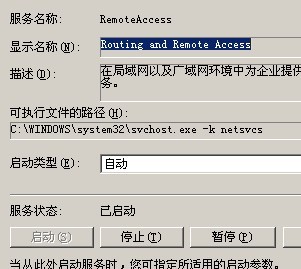 服务名称: RemoteAccess
显示名称(N): Routing and Remote Access
描述(D): 在局域网以及广域网环境中为企业提供
务。
可执行文件的路径(H):
C:\WINDOWS\system32\svchost.exe -k netsvcs
启动类型(E): 自动
服务状态: 已启动
启动(S) 停止(T) 暂停(P)
当从此处启动服务时，您可指定所适用的启动参数。